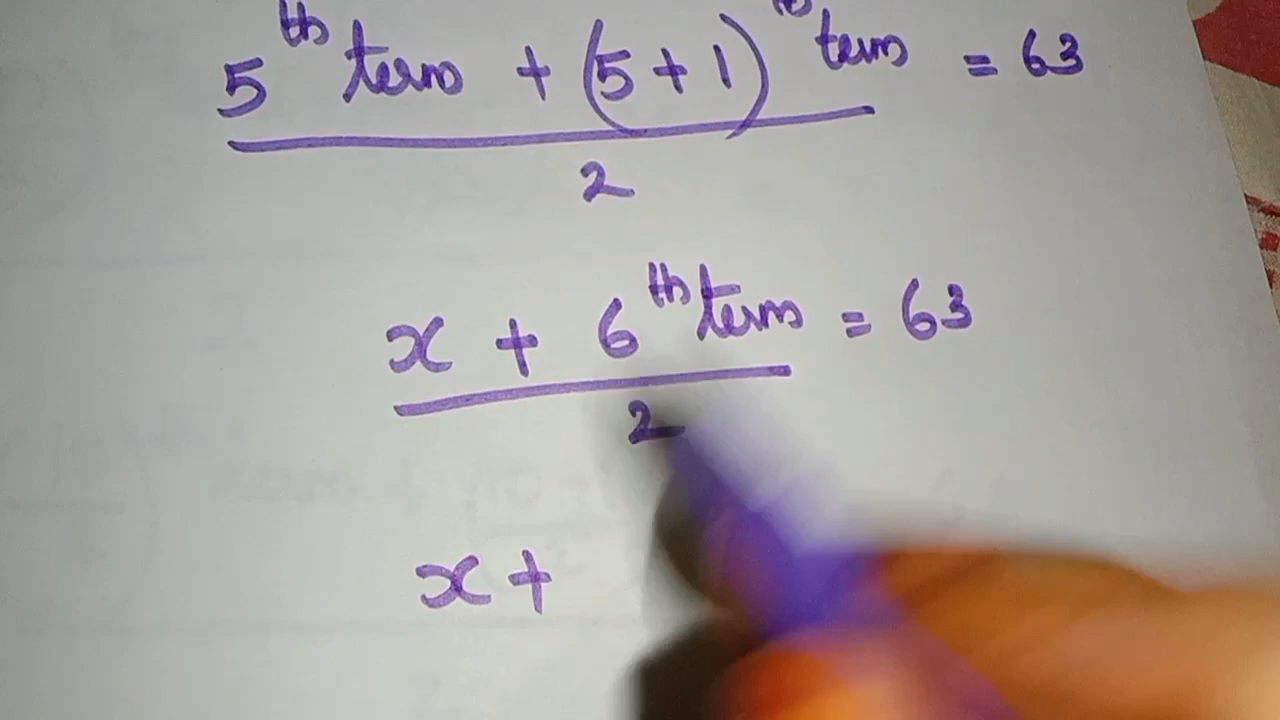 5th term + (5+1)th term = 63
2
x + 6th term = 63
2
x +